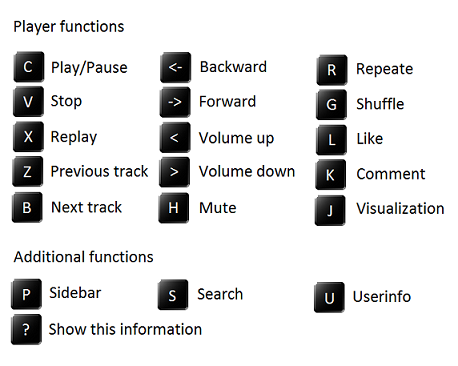 Player functions
C Play/Pause <- Backward R Repeate
V Stop -> Forward G Shuffle
X Replay < Volume up L Like
Z Previous track > Volume down K Comment
B Next track H Mute J Visualization
Additional functions
P Sidebar S Search U Userinfo
? Show this information